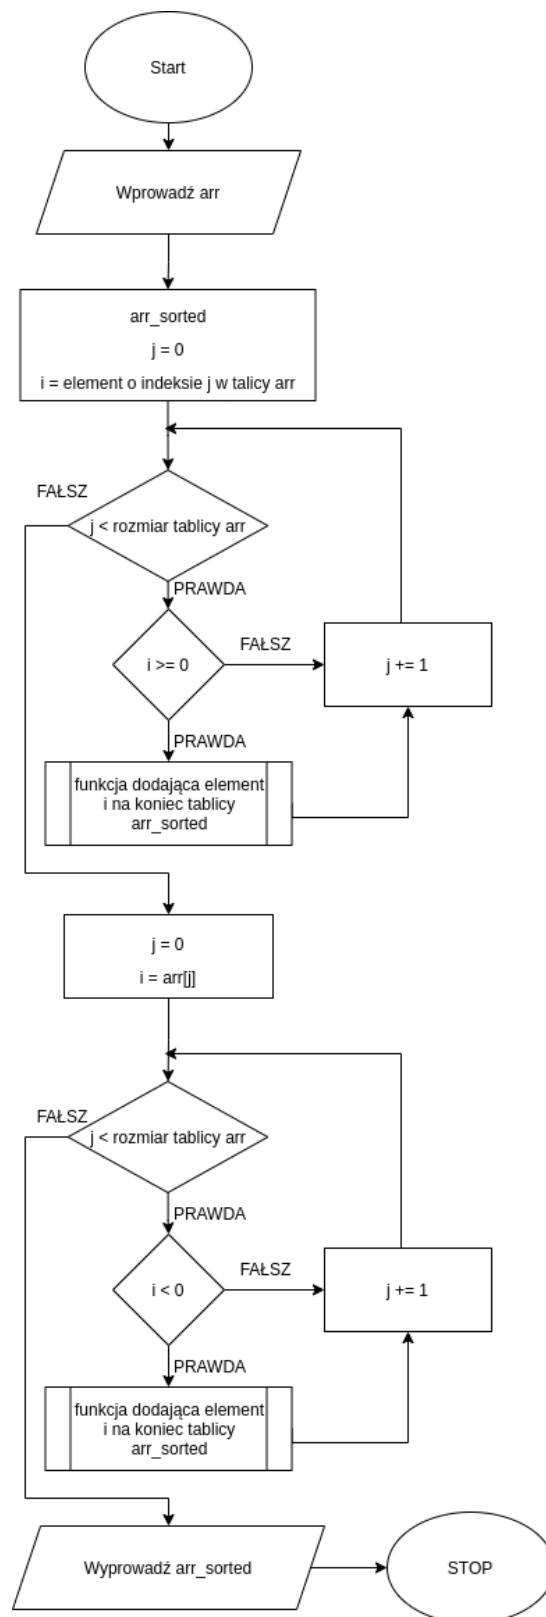 Start
Wprowadź arr
arr_sorted
j = 0
i = element o indeksie j w talicy arr
FAŁSZ
j < rozmiar tablicy arr
PRAWDA
i >= 0
FAŁSZ
j += 1
PRAWDA
funkcja dodająca element
i na koniec tablicy
arr_sorted
j = 0
i = arr[j]
FAŁSZ
j < rozmiar tablicy arr
PRAWDA
i < 0
FAŁSZ
j += 1
PRAWDA
funkcja dodająca element
i na koniec tablicy
arr_sorted
Wyprowadź arr_sorted
STOP